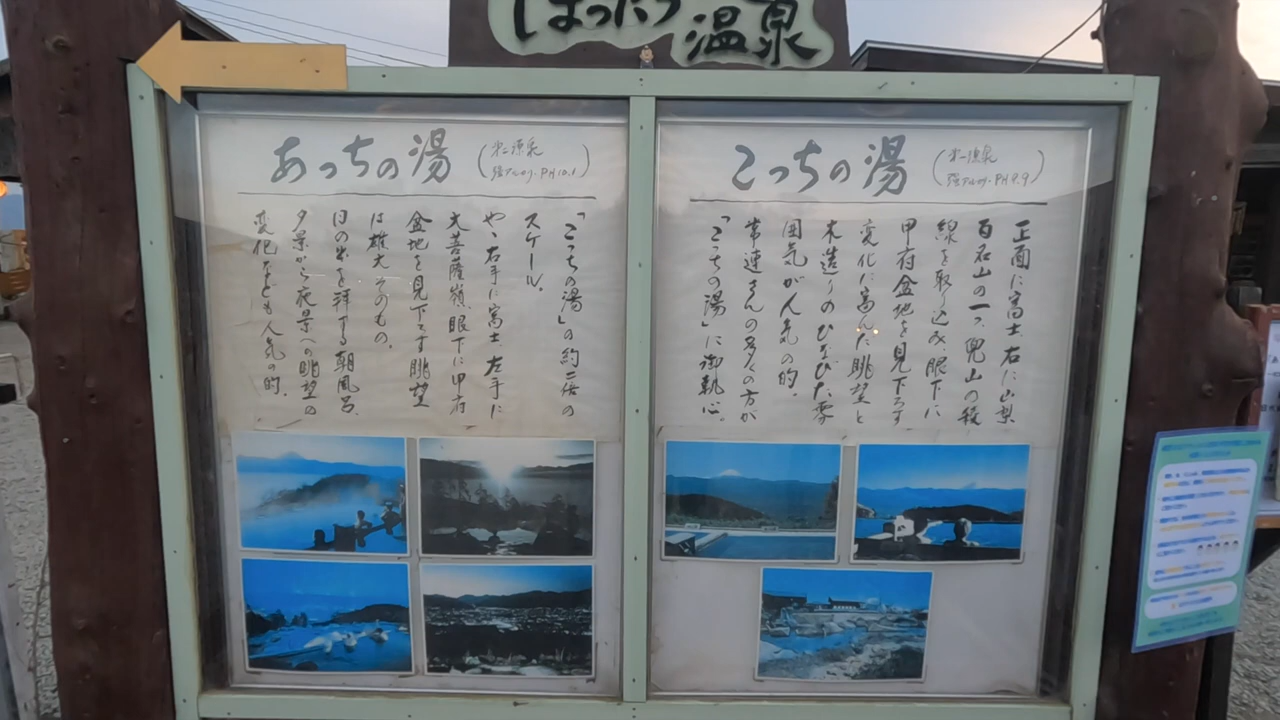 ほったらかし温泉
あっちの湯
(第二源泉
強アルカリ・PH10.1)
「こっちの湯」の約二倍の
スケール。
やゝ右手に富士、左手に
大菩薩嶺、眼下に甲府
盆地を見下ろす眺望
は雄大そのもの。
日の出を拝する朝風呂、
夕景から夜景への眺望の
変化なども人気の的。
こっちの湯
(第一源泉
強アルカリ・PH9.9)
正面に富士、右に山梨
百名山の一つ、兜山の稜
線を取り込み眼下に
甲府盆地を見下ろす
変化に富んだ眺望と
木造りのひなびた雰
囲気が人気の的。
常連さんの多くの方が
「こっちの湯」に御執心。